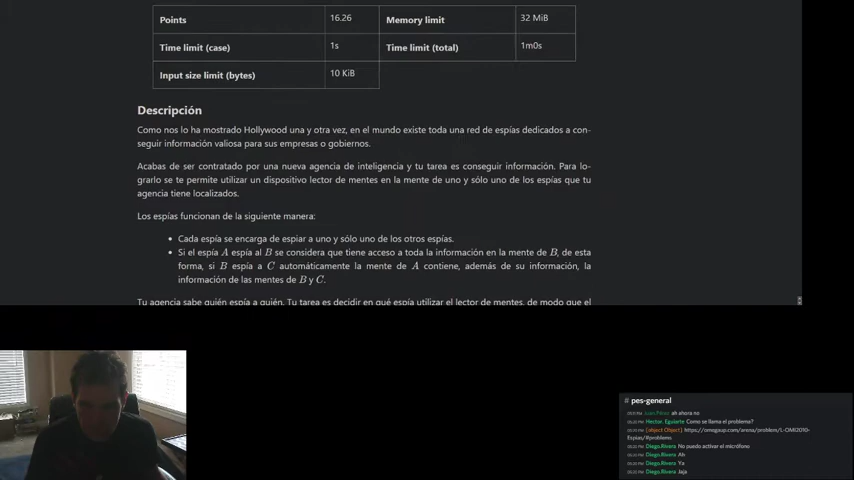 Points 16.26 Memory limit 32 MiB
Time limit (case) 1s Time limit (total) 1m0s
Input size limit (bytes) 10 KiB
Descripción
Como nos lo ha mostrado Hollywood una y otra vez, en el mundo existe toda una red de espías dedicados a con-
seguir información valiosa para sus empresas o gobiernos.
Acabas de ser contratado por una nueva agencia de inteligencia y tu tarea es conseguir información. Para lo-
grarlo se te permite utilizar un dispositivo lector de mentes en la mente de uno y sólo uno de los espías que tu
agencia tiene localizados.
Los espías funcionan de la siguiente manera:
• Cada espía se encarga de espiar a uno y sólo uno de los otros espías.
• Si el espía A espía al B se considera que tiene acceso a toda la información en la mente de B, de esta
forma, si B espía a C automáticamente la mente de A contiene, además de su información, la
información de las mentes de B y C.
Tu agencia sabe quién espía a quién. Tu tarea es decidir en qué espía utilizar el lector de mentes, de modo que el
# pes-general
ah ahora no
Hector. Eguiarte Como se llama el problema?
[object Object] https://omegaup.com/arena/problem/L-OMI2010-
Espias/#problems
Diego.Rivera No puedo activar el micrófono
Diego.Rivera Ah
Diego.Rivera Ya
Diego.Rivera Jaja